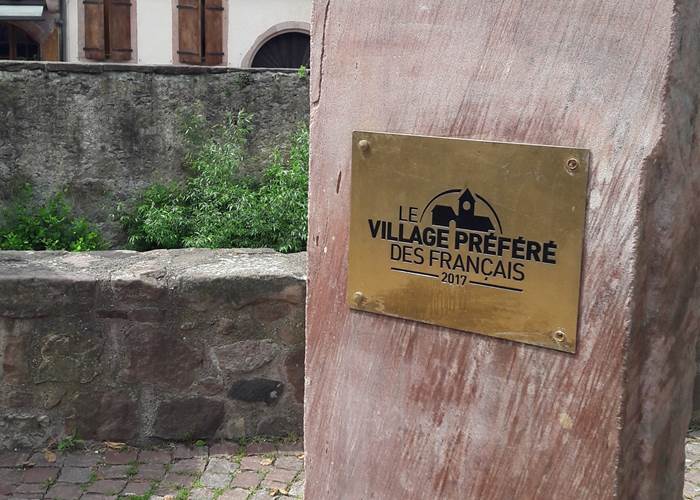 LE
VILLAGE PRÉFÉRÉ
DES FRANÇAIS
2017